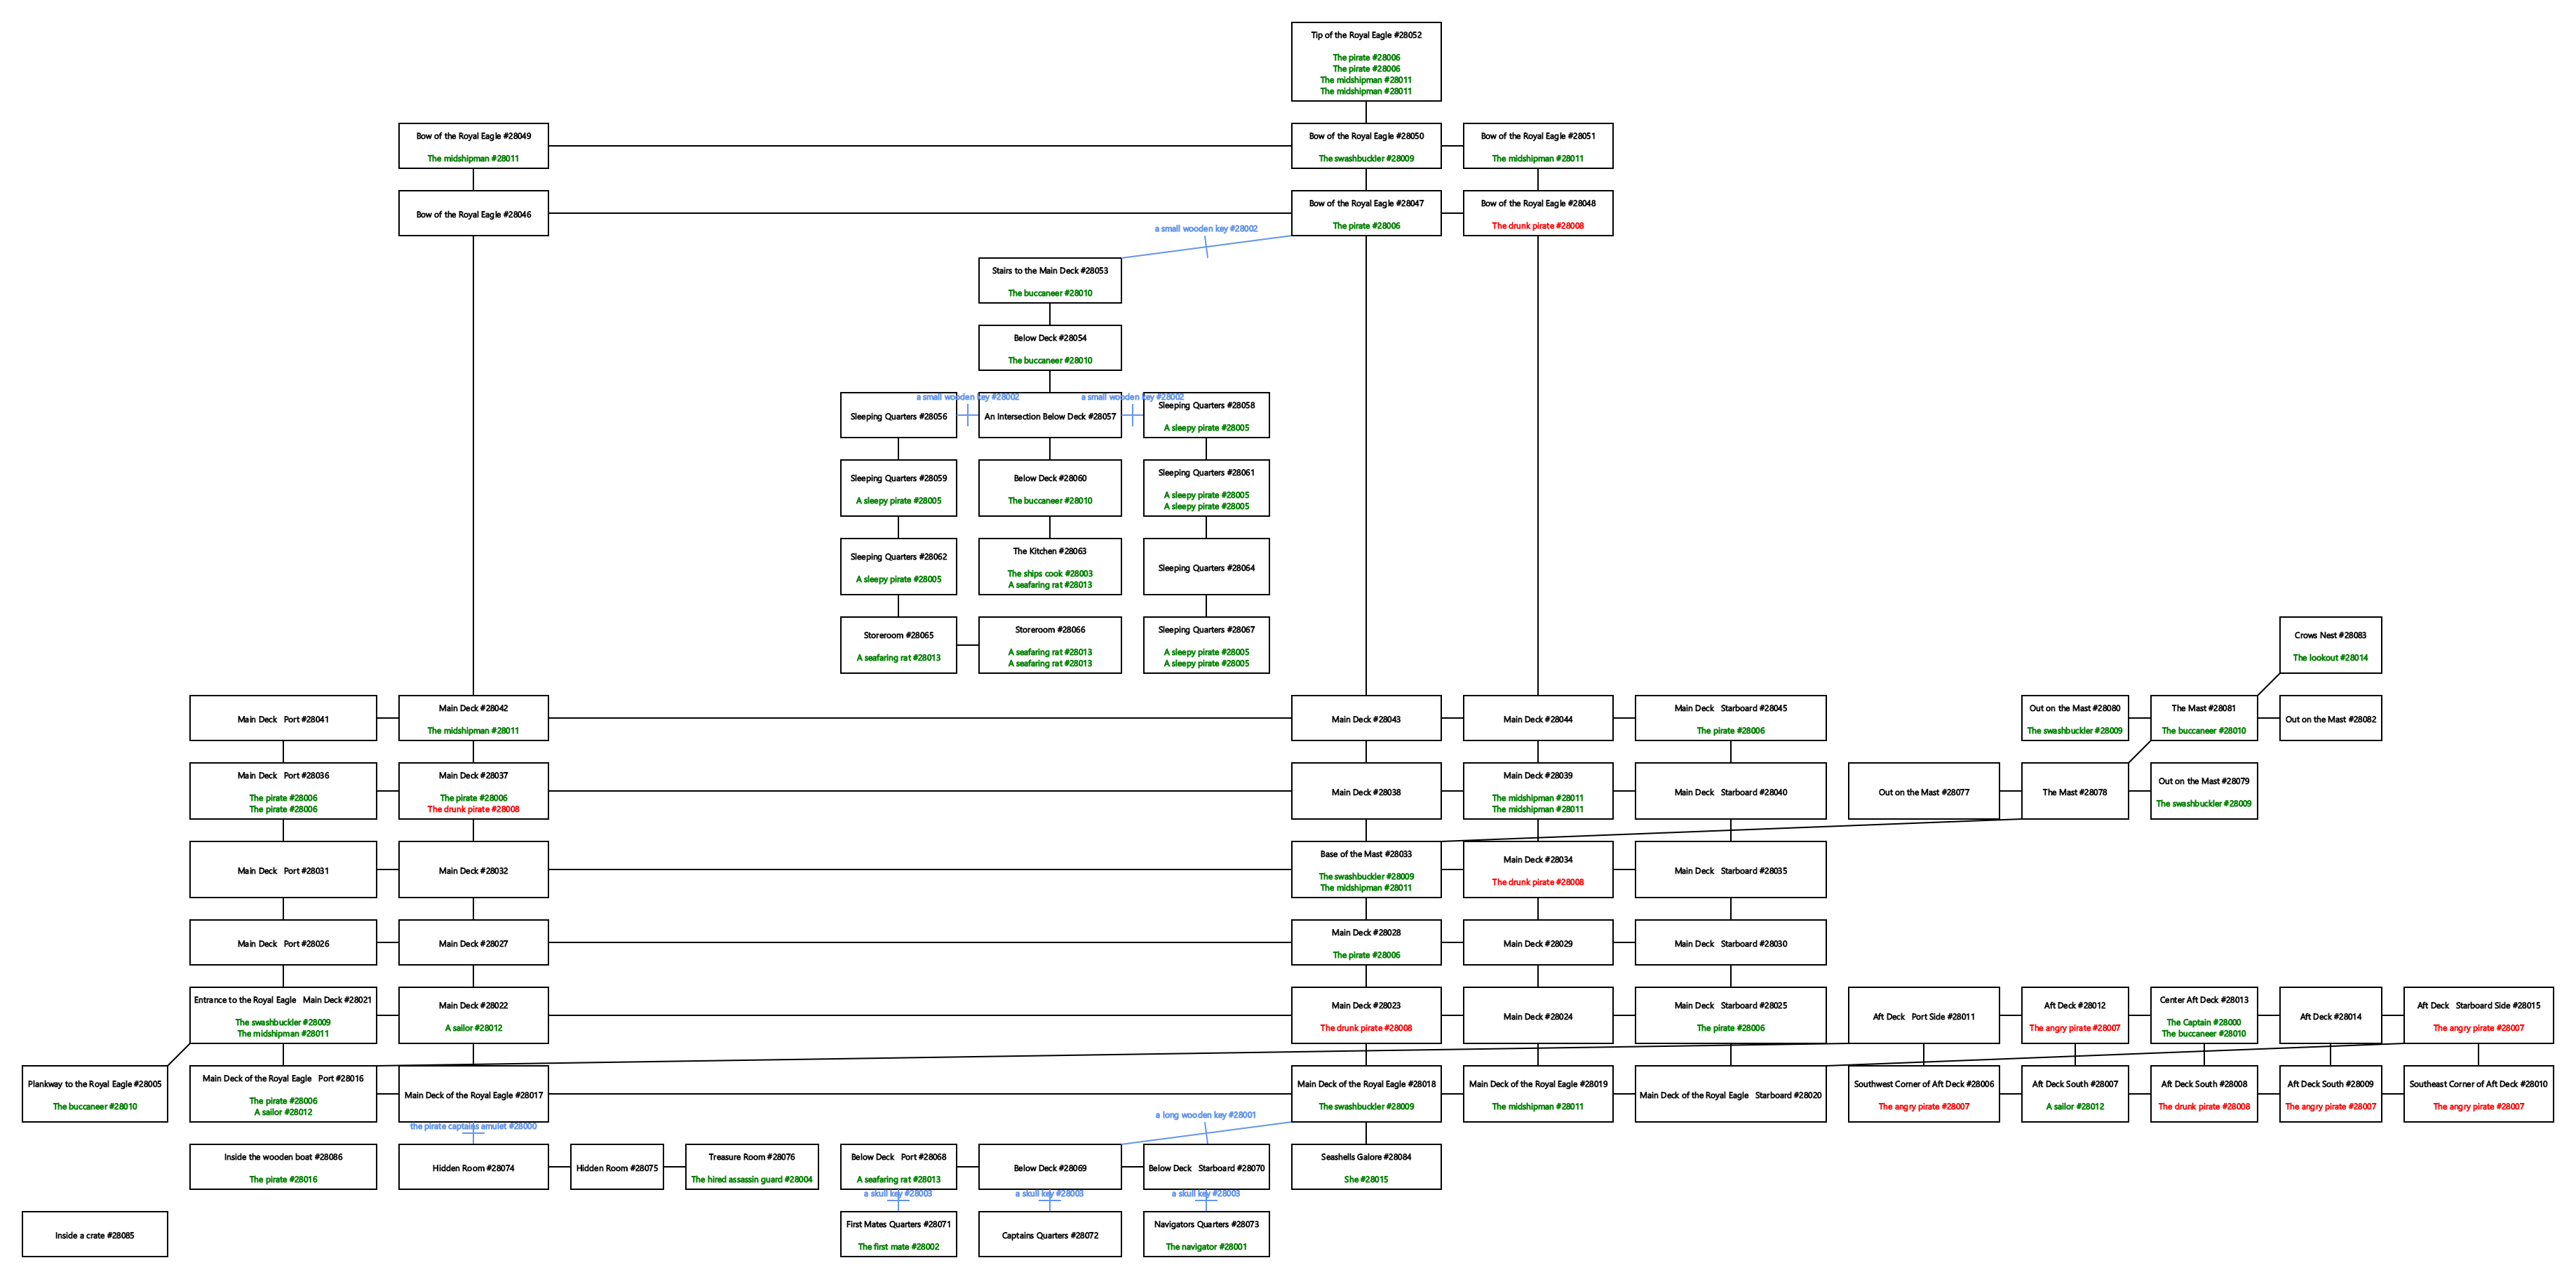 Tip of the Royal Eagle #28052
The pirate #28006
The pirate #28006
The midshipman #28011
The midshipman #28011
Bow of the Royal Eagle #28049
The midshipman #28011
Bow of the Royal Eagle #28050
The swashbuckler #28009
Bow of the Royal Eagle #28051
The midshipman #28011
Bow of the Royal Eagle #28046
Bow of the Royal Eagle #28047
The pirate #28006
Bow of the Royal Eagle #28048
The drunk pirate #28008
a small wooden key #28002
Stairs to the Main Deck #28053
The buccaneer #28010
Below Deck #28054
The buccaneer #28010
a small wooden key #28002
a small wooden key #28002
Sleeping Quarters #28056
An Intersection Below Deck #28057
Sleeping Quarters #28058
A sleepy pirate #28005
Sleeping Quarters #28059
A sleepy pirate #28005
Below Deck #28060
The buccaneer #28010
Sleeping Quarters #28061
A sleepy pirate #28005
A sleepy pirate #28005
Sleeping Quarters #28062
A sleepy pirate #28005
The Kitchen #28063
The ships cook #28003
A seafaring rat #28013
Sleeping Quarters #28064
Storeroom #28065
A seafaring rat #28013
Storeroom #28066
A seafaring rat #28013
A seafaring rat #28013
Sleeping Quarters #28067
A sleepy pirate #28005
A sleepy pirate #28005
Crows Nest #28083
The lookout #28014
Main Deck   Port #28041
Main Deck #28042
The midshipman #28011
Main Deck #28043
Main Deck #28044
Main Deck   Starboard #28045
The pirate #28006
Out on the Mast #28080
The swashbuckler #28009
The Mast #28081
The buccaneer #28010
Out on the Mast #28082
Main Deck   Port #28036
The pirate #28006
The pirate #28006
Main Deck #28037
The pirate #28006
The drunk pirate #28008
Main Deck #28038
Main Deck #28039
The midshipman #28011
The midshipman #28011
Main Deck   Starboard #28040
Out on the Mast #28077
The Mast #28078
Out on the Mast #28079
The swashbuckler #28009
Main Deck   Port #28031
Main Deck #28032
Base of the Mast #28033
The swashbuckler #28009
The midshipman #28011
Main Deck #28034
The drunk pirate #28008
Main Deck   Starboard #28035
Main Deck   Port #28026
Main Deck #28027
Main Deck #28028
The pirate #28006
Main Deck #28029
Main Deck   Starboard #28030
Entrance to the Royal Eagle   Main Deck #28021
The swashbuckler #28009
The midshipman #28011
Main Deck #28022
A sailor #28012
Main Deck #28023
The drunk pirate #28008
Main Deck #28024
Main Deck   Starboard #28025
The pirate #28006
Aft Deck   Port Side #28011
Aft Deck #28012
The angry pirate #28007
Center Aft Deck #28013
The Captain #28000
The buccaneer #28010
Aft Deck #28014
Aft Deck   Starboard Side #28015
The angry pirate #28007
Plankway to the Royal Eagle #28005
The buccaneer #28010
Main Deck of the Royal Eagle   Port #28016
The pirate #28006
A sailor #28012
Main Deck of the Royal Eagle #28017
Main Deck of the Royal Eagle #28018
The swashbuckler #28009
Main Deck of the Royal Eagle #28019
The midshipman #28011
Main Deck of the Royal Eagle   Starboard #28020
Southwest Corner of Aft Deck #28006
The angry pirate #28007
Aft Deck South #28007
A sailor #28012
Aft Deck South #28008
The drunk pirate #28008
Aft Deck South #28009
The angry pirate #28007
Southeast Corner of Aft Deck #28010
The angry pirate #28007
the pirate captains amulet #28000
a long wooden key #28001
Inside the wooden boat #28086
The pirate #28016
Hidden Room #28074
Hidden Room #28075
Treasure Room #28076
The hired assassin guard #28004
Below Deck   Port #28068
A seafaring rat #28013
Below Deck #28069
Below Deck   Starboard #28070
Seashells Galore #28084
She #28015
a skull key #28003
a skull key #28003
a skull key #28003
Inside a crate #28085
First Mates Quarters #28071
The first mate #28002
Captains Quarters #28072
Navigators Quarters #28073
The navigator #28001